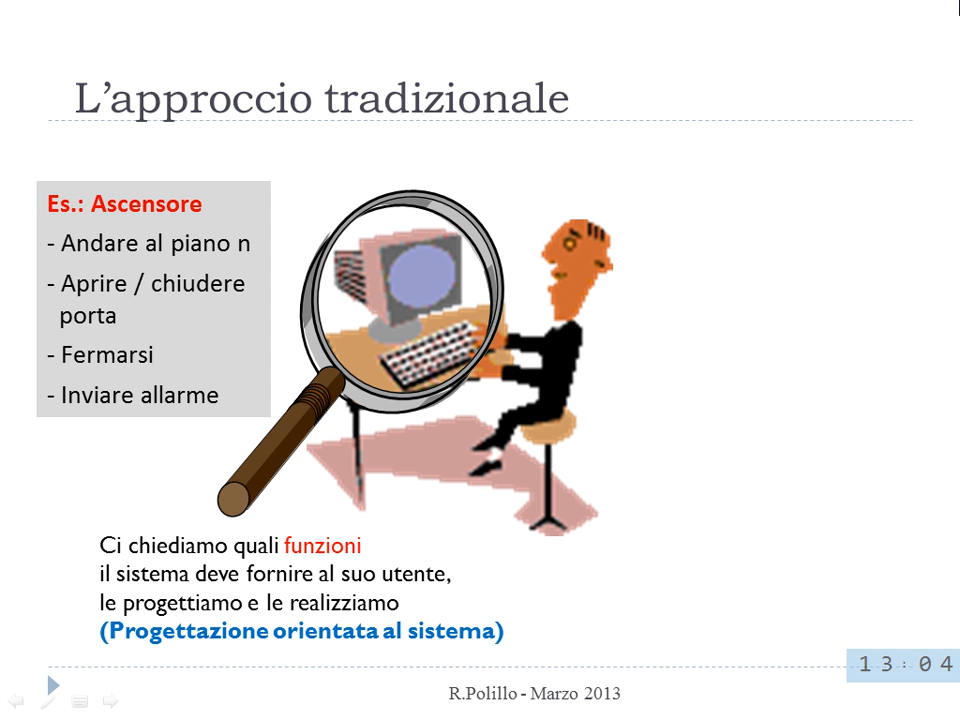 L’approccio tradizionale
Es.: Ascensore
- Andare al piano n
- Aprire / chiudere
porta
- Fermarsi
- Inviare allarme
Ci chiediamo quali funzioni
il sistema deve fornire al suo utente,
le progettiamo e le realizziamo
(Progettazione orientata al sistema)
13:04
R.Polillo - Marzo 2013